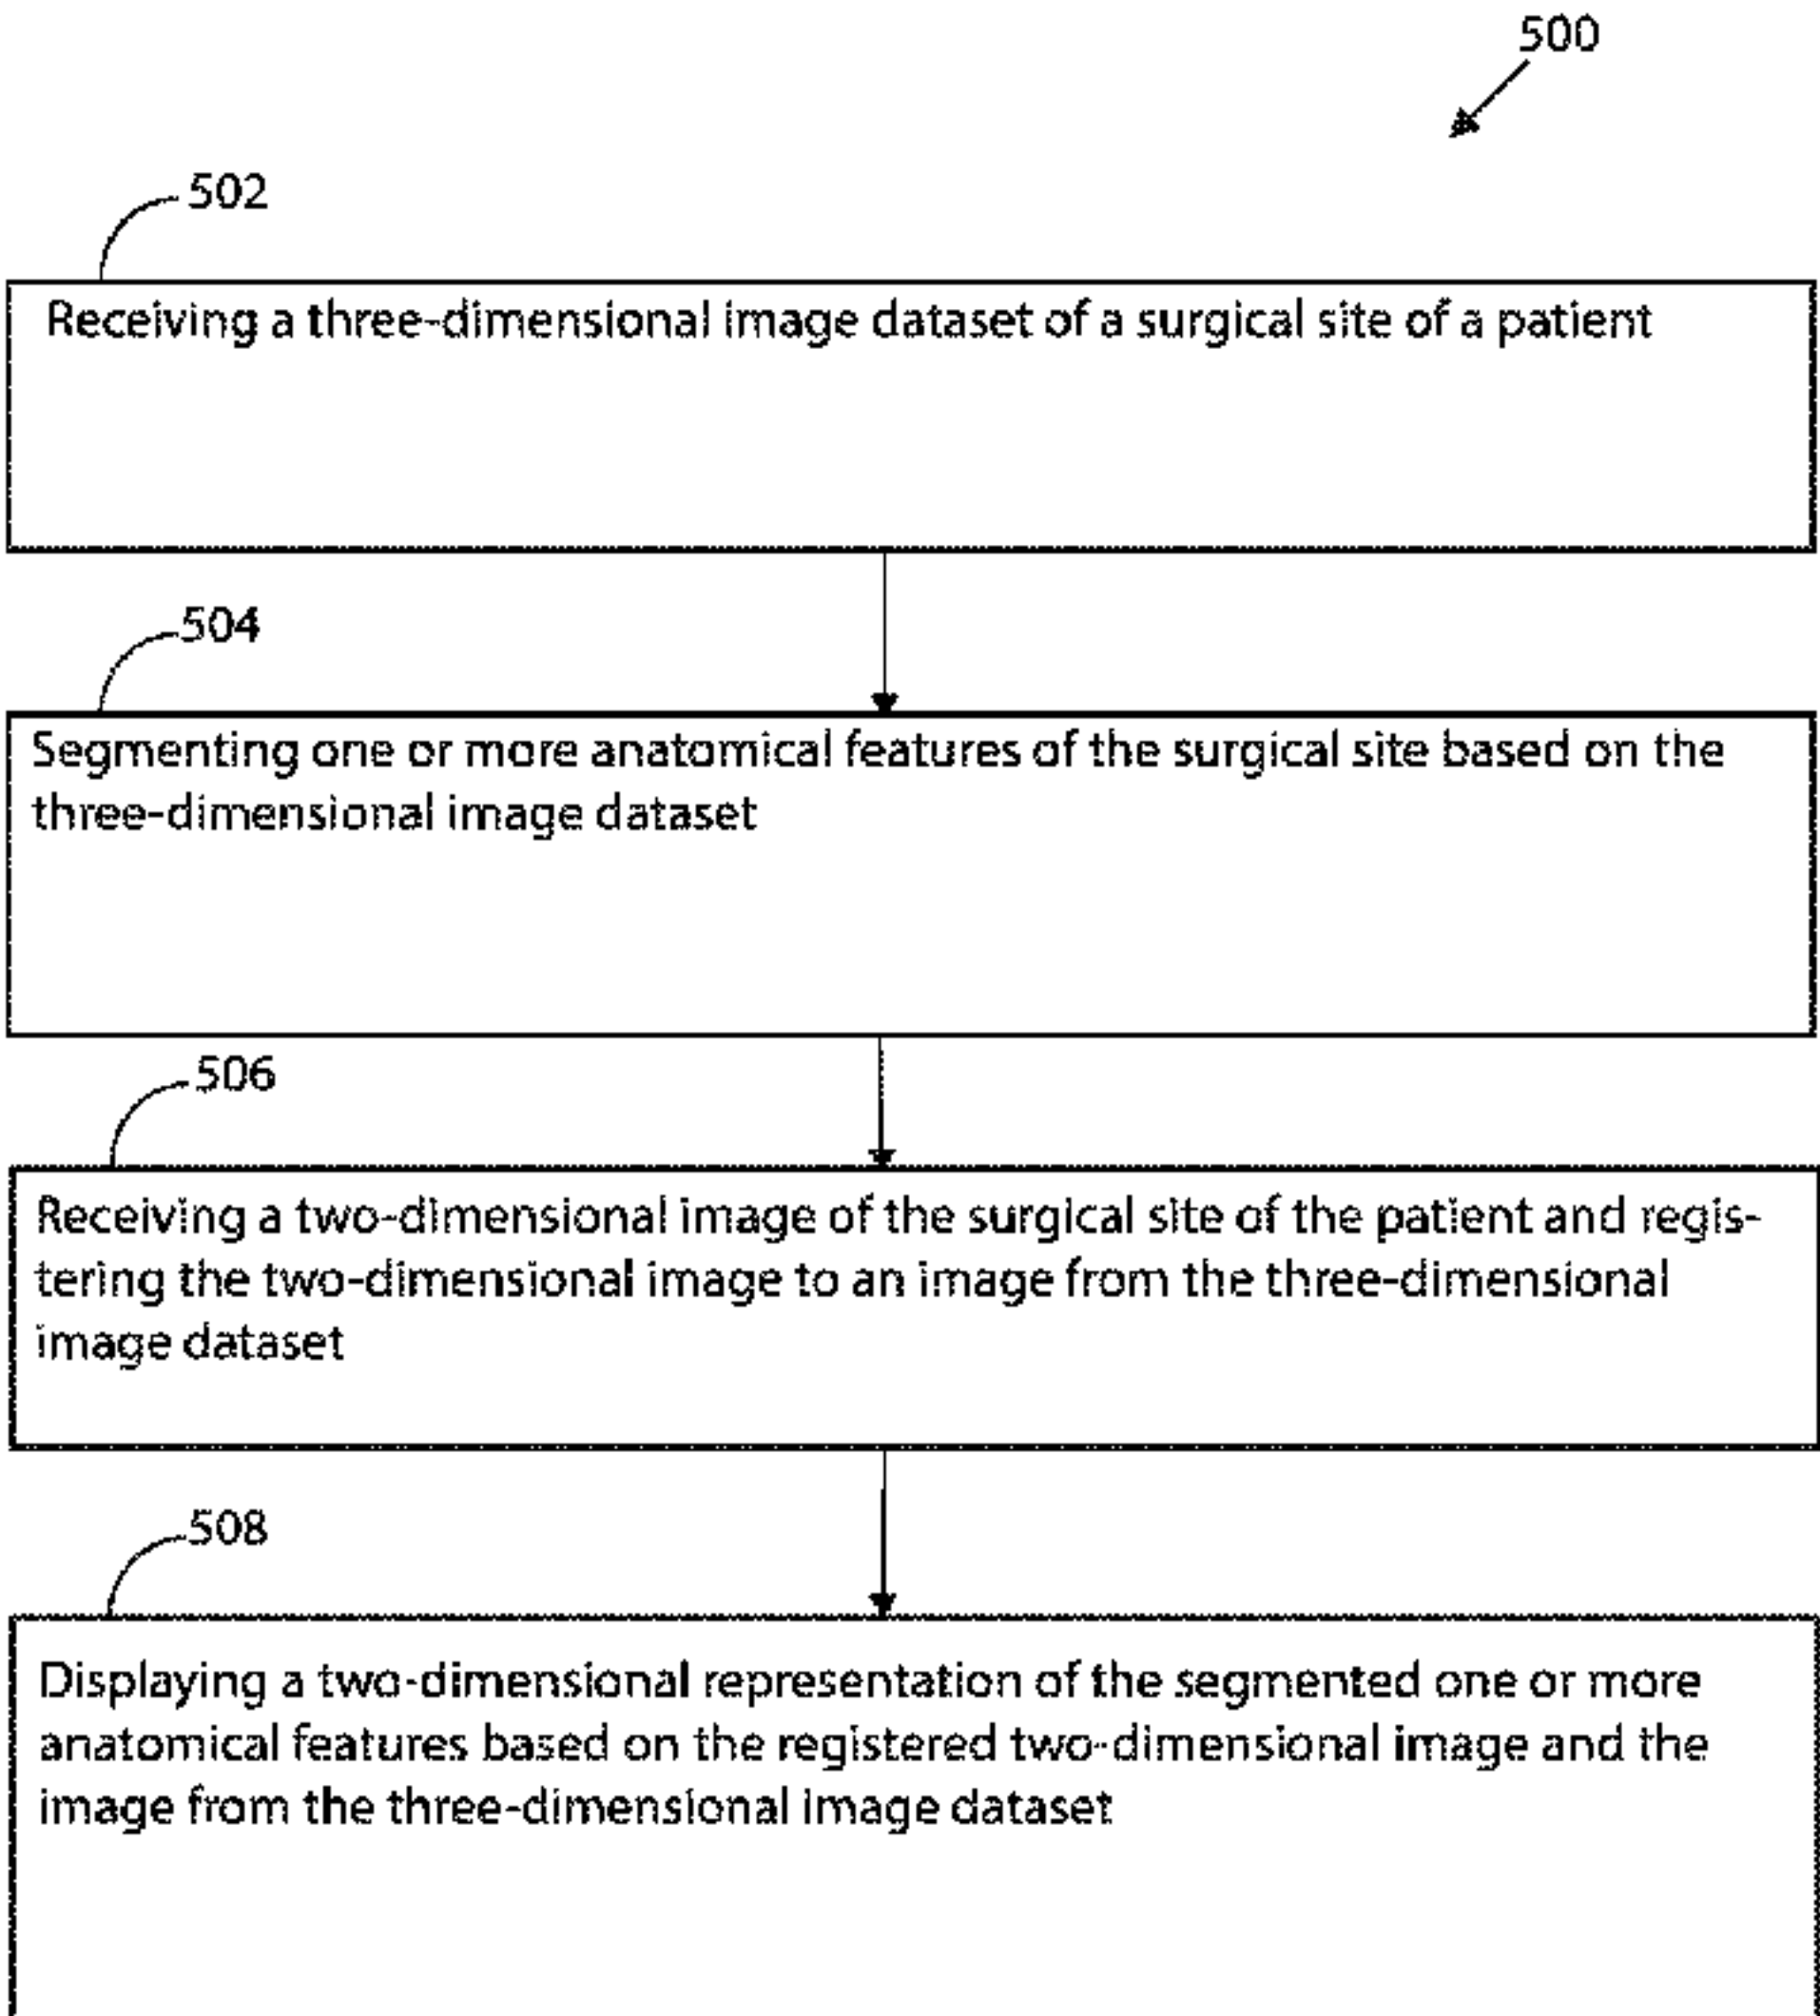 500
502
Receiving a three-dimensional image dataset of a surgical site of a patient
504
Segmenting one or more anatomical features of the surgical site based on the
three-dimensional image dataset
506
Receiving a two-dimensional image of the surgical site of the patient and regis-
tering the two-dimensional image to an image from the three-dimensional
image dataset
508
Displaying a two-dimensional representation of the segmented one or more
anatomical features based on the registered two-dimensional image and the
image from the three-dimensional image dataset